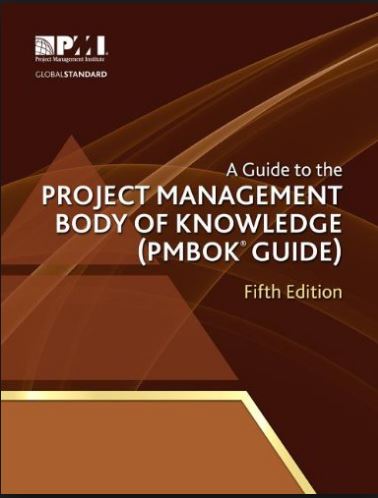 PMI
Project Management Institute
GLOBALSTANDARD
A Guide to the
PROJECT MANAGEMENT
BODY OF KNOWLEDGE
(PMBOK® GUIDE)
Fifth Edition